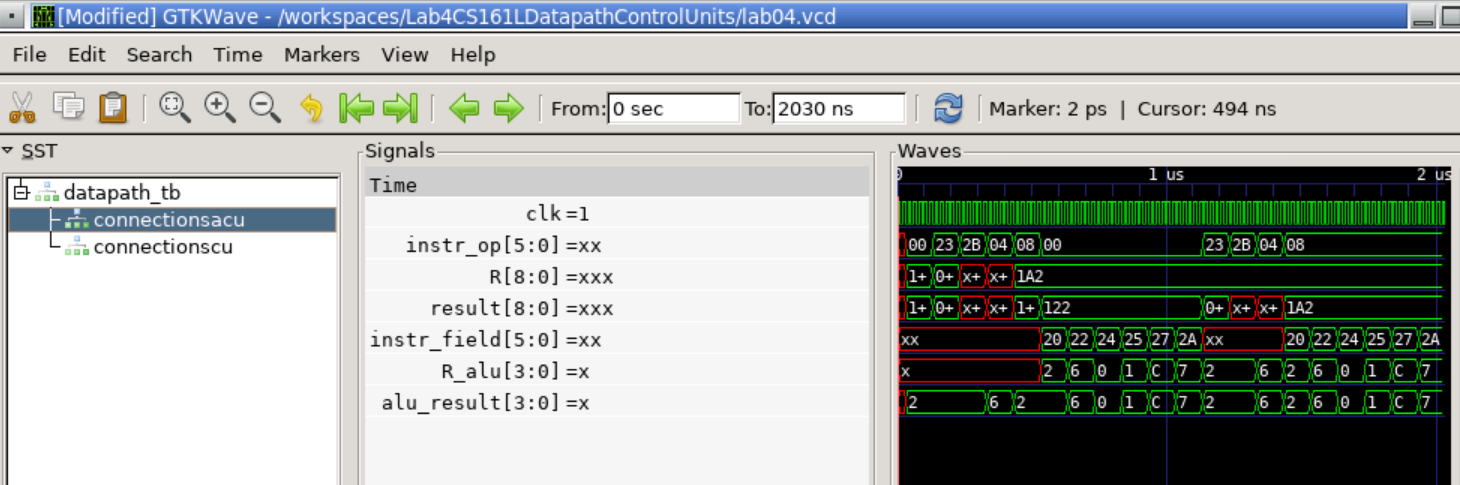 [Modified] GTKWave - /workspaces/Lab4CS161LDatapathControlUnits/lab04.vcd
File Edit Search Time Markers View Help
From: 0 sec To: 2030 ns Marker: 2 ps | Cursor: 494 ns
SST
datapath_tb
connectionsacu
connectionscu
Signals
Time
clk =1
instr_op[5:0] =xx
R[8:0] =xxx
result[8:0] =xxx
instr_field[5:0] =xx
R_alu[3:0] =x
alu_result[3:0] =x
Waves
0 1 us 2 us
00 23 2B 04 08 00 23 2B 04 08
1+ 0+ x+ x+ 1A2
1+ 0+ x+ x+ 1+ 122 0+ x+ x+ 1A2
xx 20 22 24 25 27 2A xx 20 22 24 25 27 2A
x 2 6 0 1 C 7 2 6 2 6 0 1 C 7
2 6 2 6 0 1 C 7 2 6 2 6 0 1 C 7